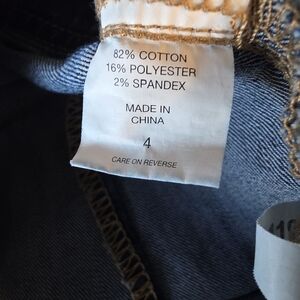 82% COTTON
16% POLYESTER
2% SPANDEX
MADE IN
CHINA
4
CARE ON REVERSE